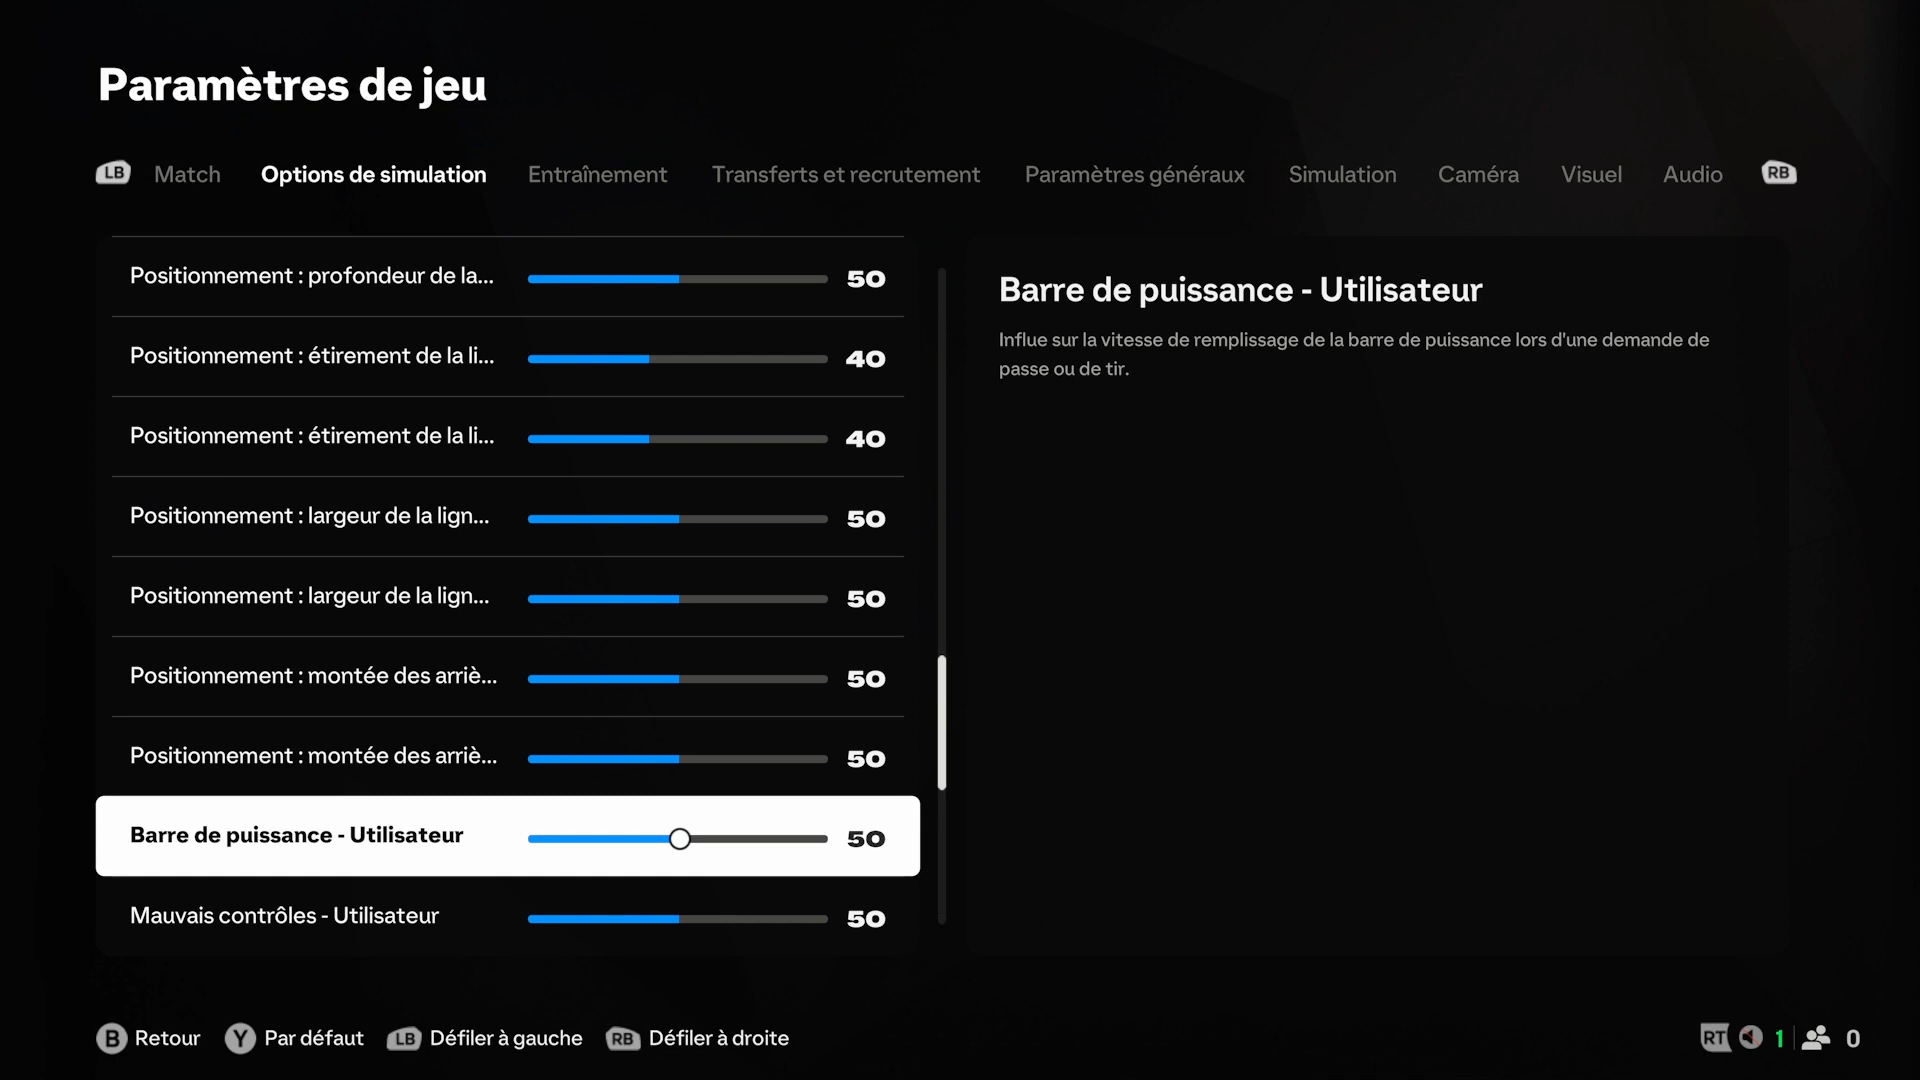 Paramètres de jeu
LB Match Options de simulation Entraînement Transferts et recrutement Paramètres généraux Simulation Caméra Visuel Audio RB
Positionnement : profondeur de la... 50
Positionnement : étirement de la li... 40
Positionnement : étirement de la li... 40
Positionnement : largeur de la lign... 50
Positionnement : largeur de la lign... 50
Positionnement : montée des arriè... 50
Positionnement : montée des arriè... 50
Barre de puissance - Utilisateur 50
Mauvais contrôles - Utilisateur 50
Barre de puissance - Utilisateur
Influe sur la vitesse de remplissage de la barre de puissance lors d'une demande de
passe ou de tir.
B Retour Y Par défaut LB Défiler à gauche RB Défiler à droite
RT 1 0